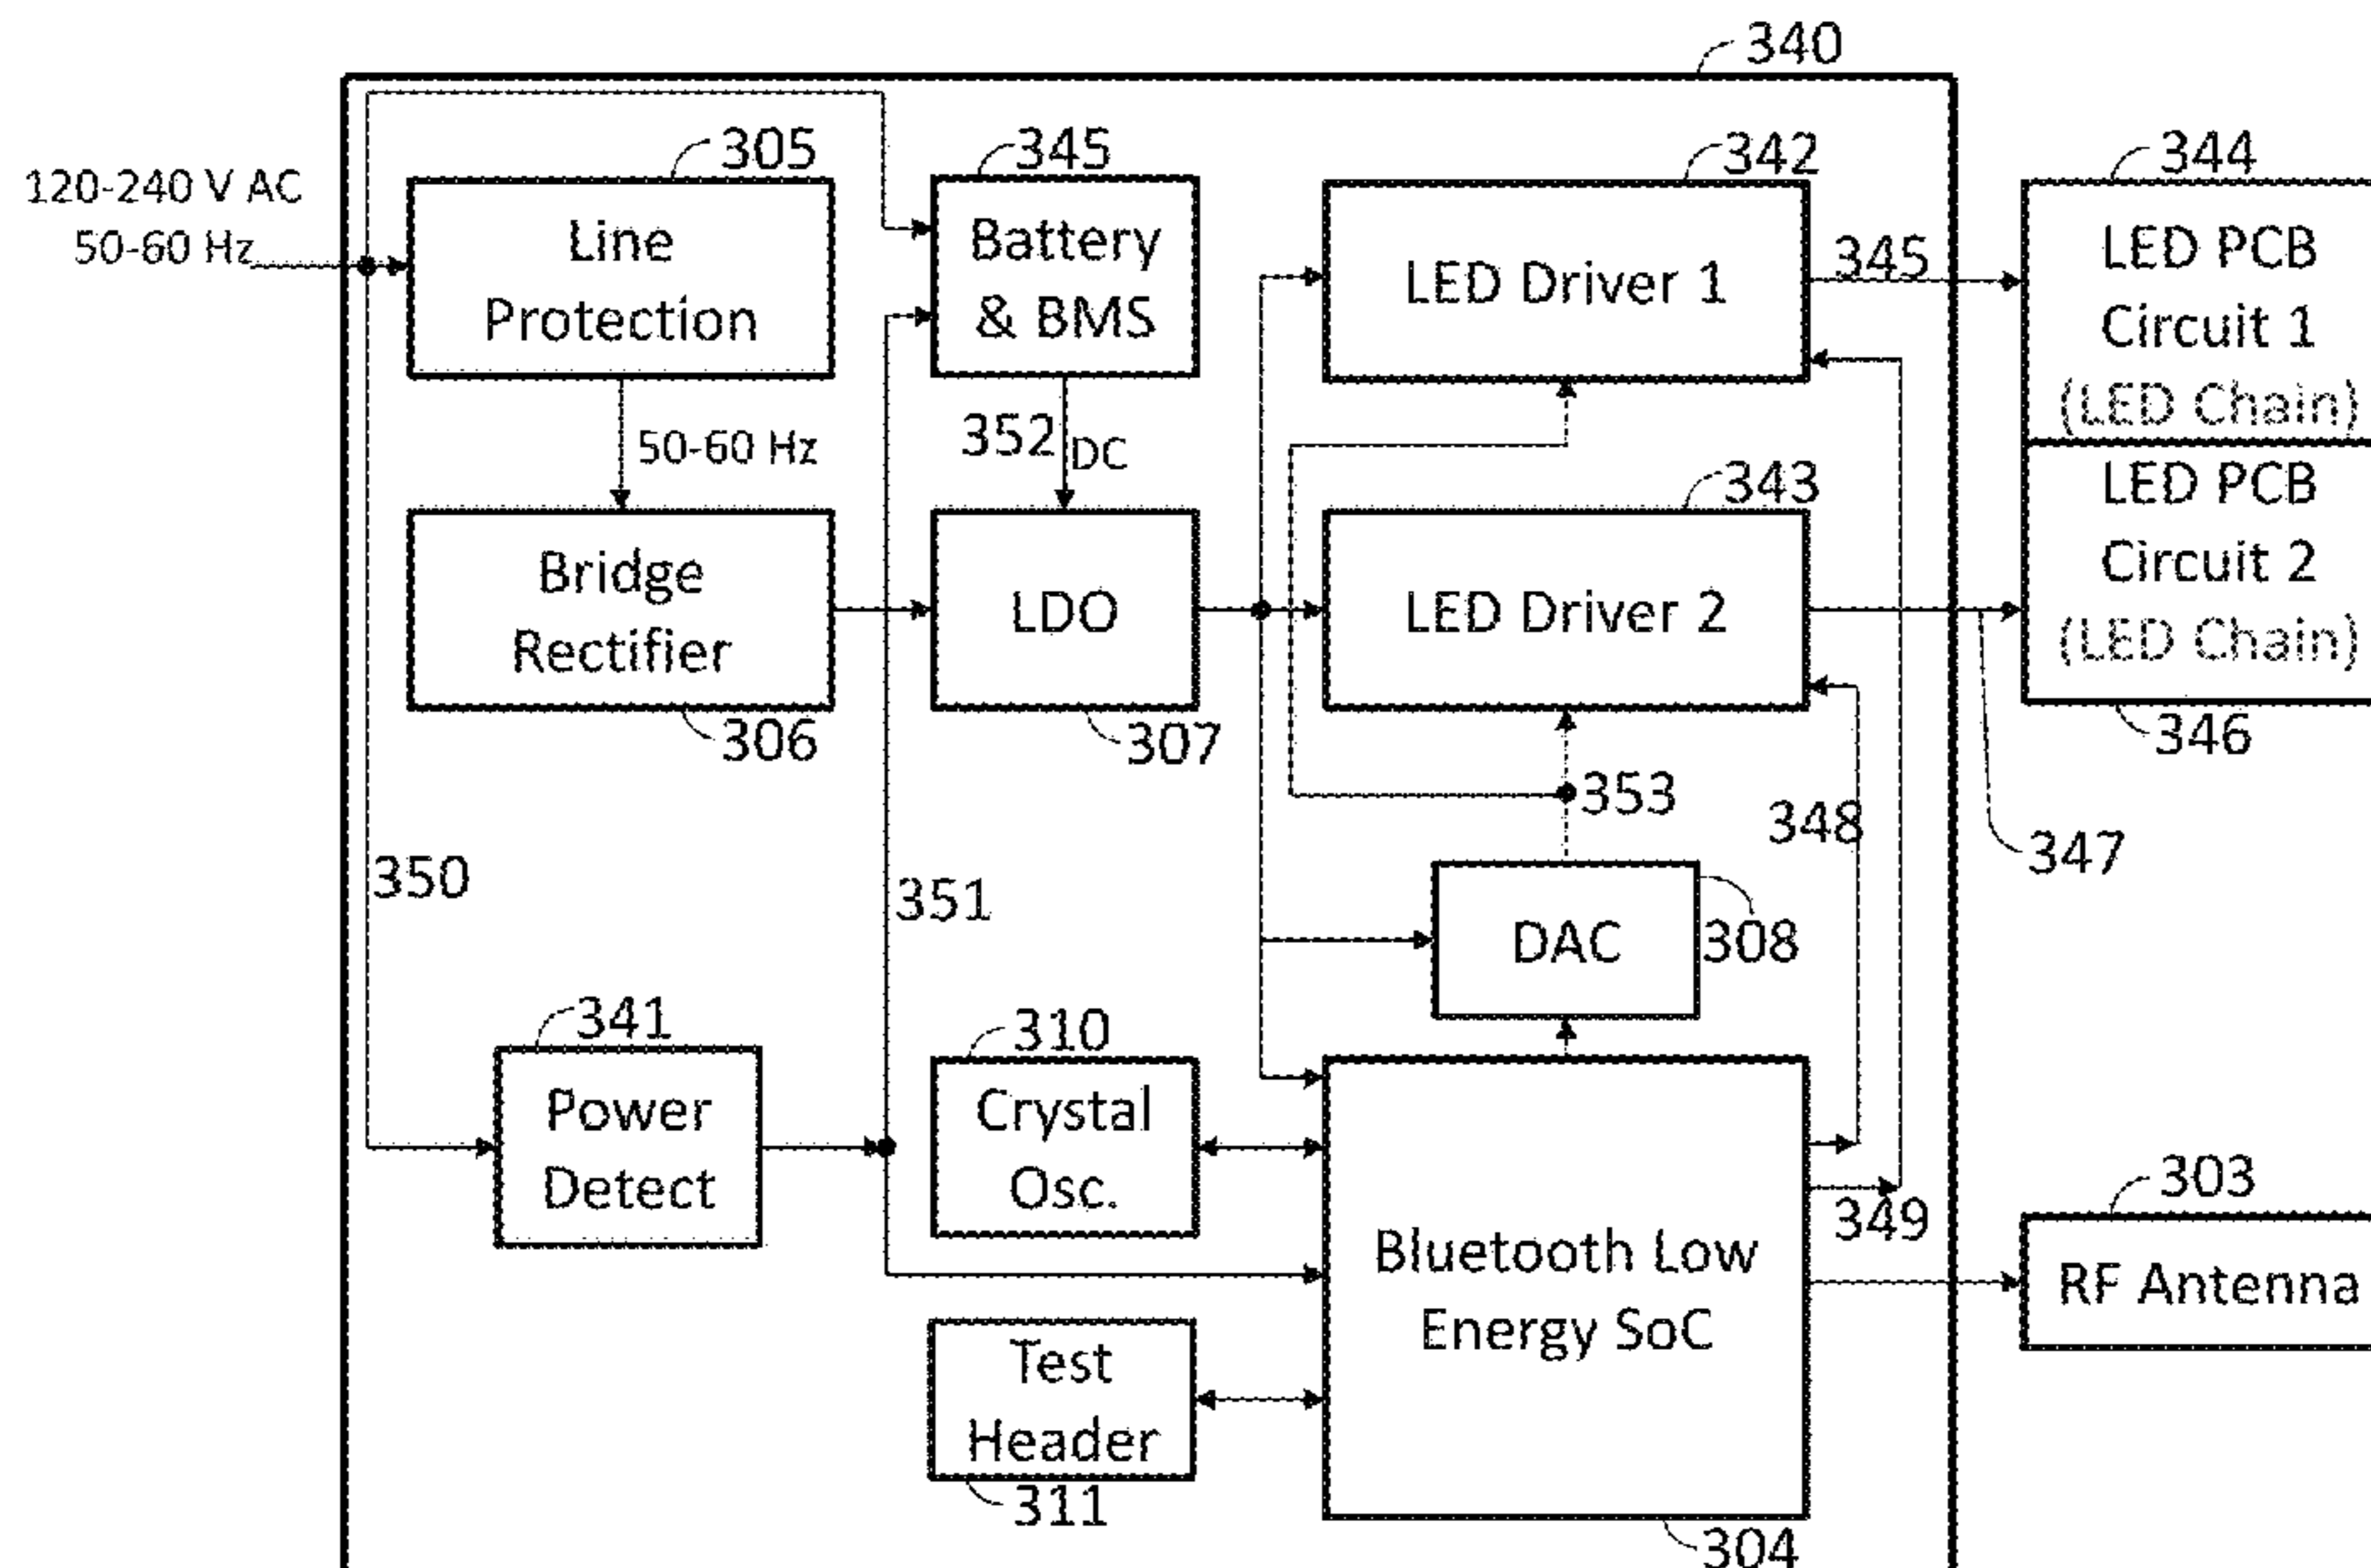 340
120-240 V AC
50-60 Hz
305
Line
Protection
345
Battery
& BMS
342
LED Driver 1
345
344
LED PCB
Circuit 1
(LED Chain)
50-60 Hz
352
DC
343
LED Driver 2
LED PCB
Circuit 2
(LED Chain)
346
Bridge
Rectifier
306
LDO
307
353
348
347
350
351
DAC
308
341
Power
Detect
310
Crystal
Osc.
349
303
RF Antenna
Bluetooth Low
Energy SoC
304
Test
Header
311